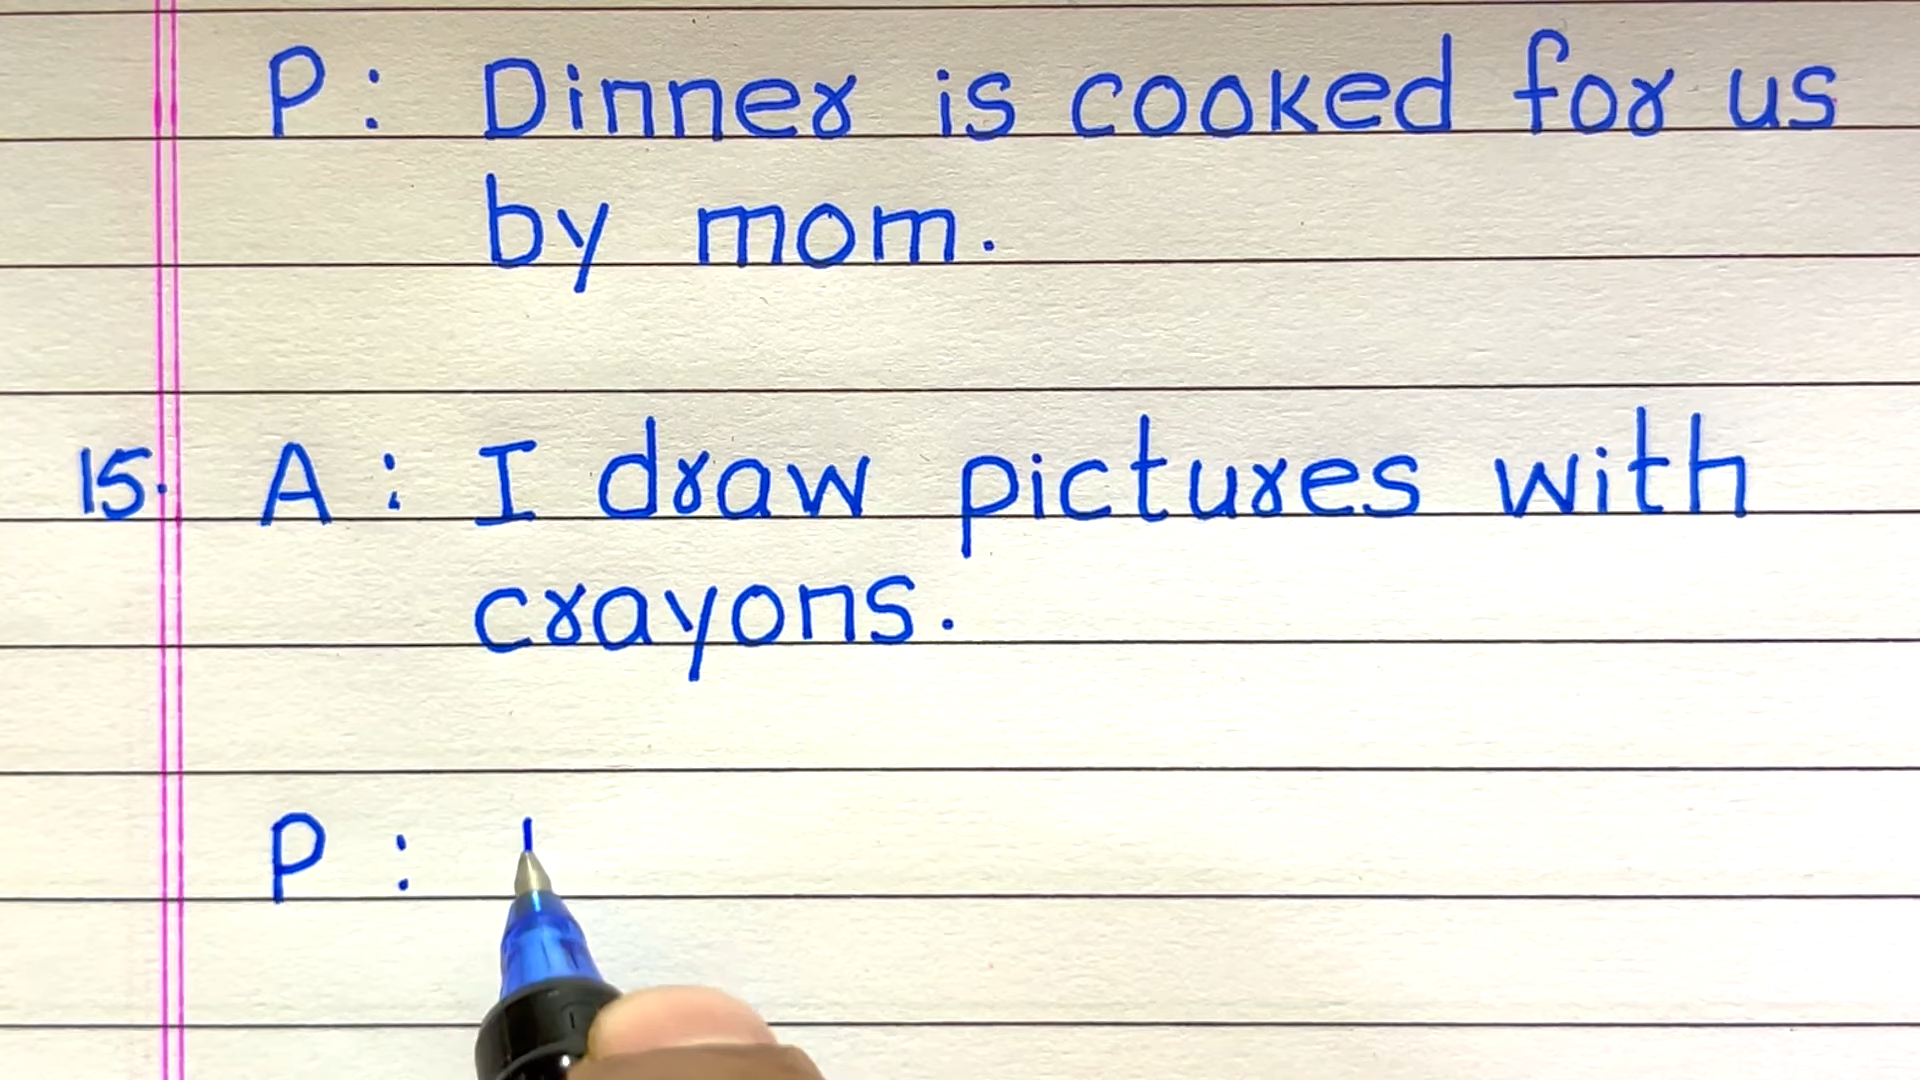 P: Dinner is cooked for us
by mom.
15. A: I draw pictures with
crayons.
P: